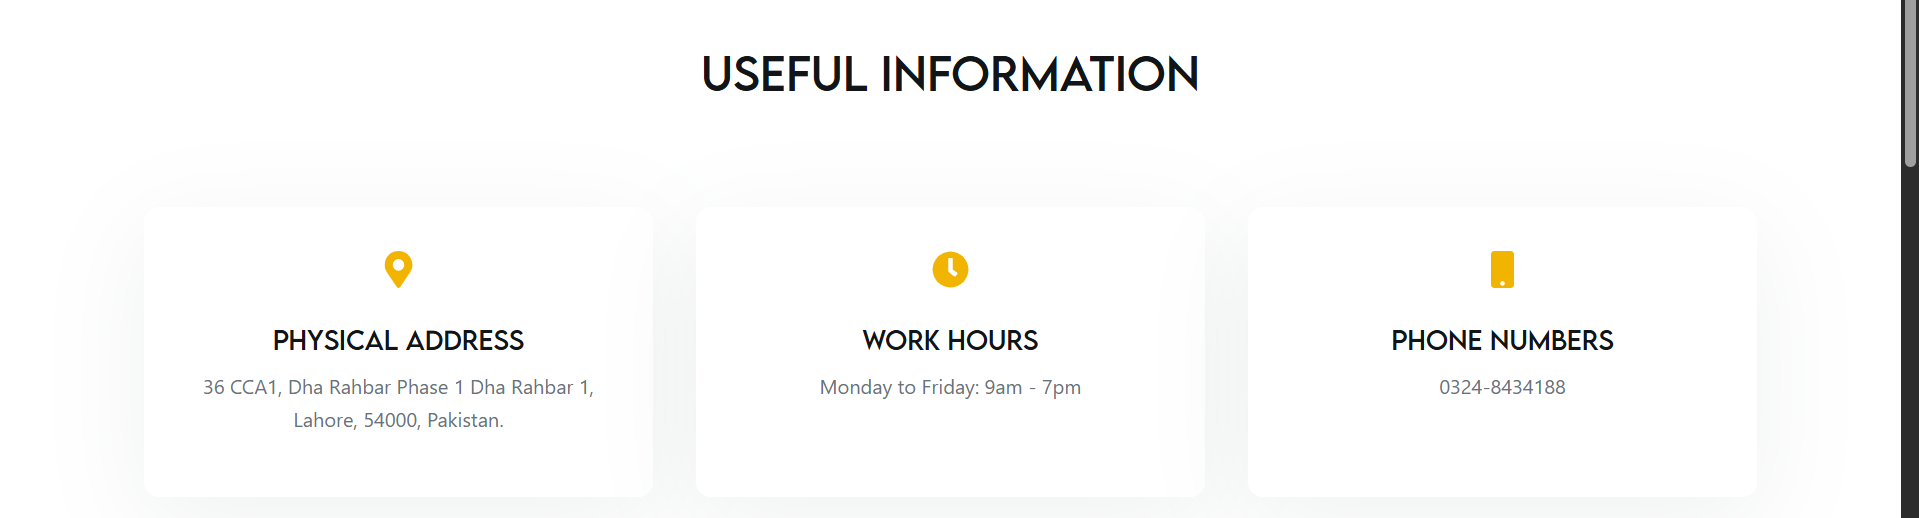 USEFUL INFORMATION
PHYSICAL ADDRESS
36 CCA1, Dha Rahbar Phase 1 Dha Rahbar 1,
Lahore, 54000, Pakistan.
WORK HOURS
Monday to Friday: 9am - 7pm
PHONE NUMBERS
0324-8434188